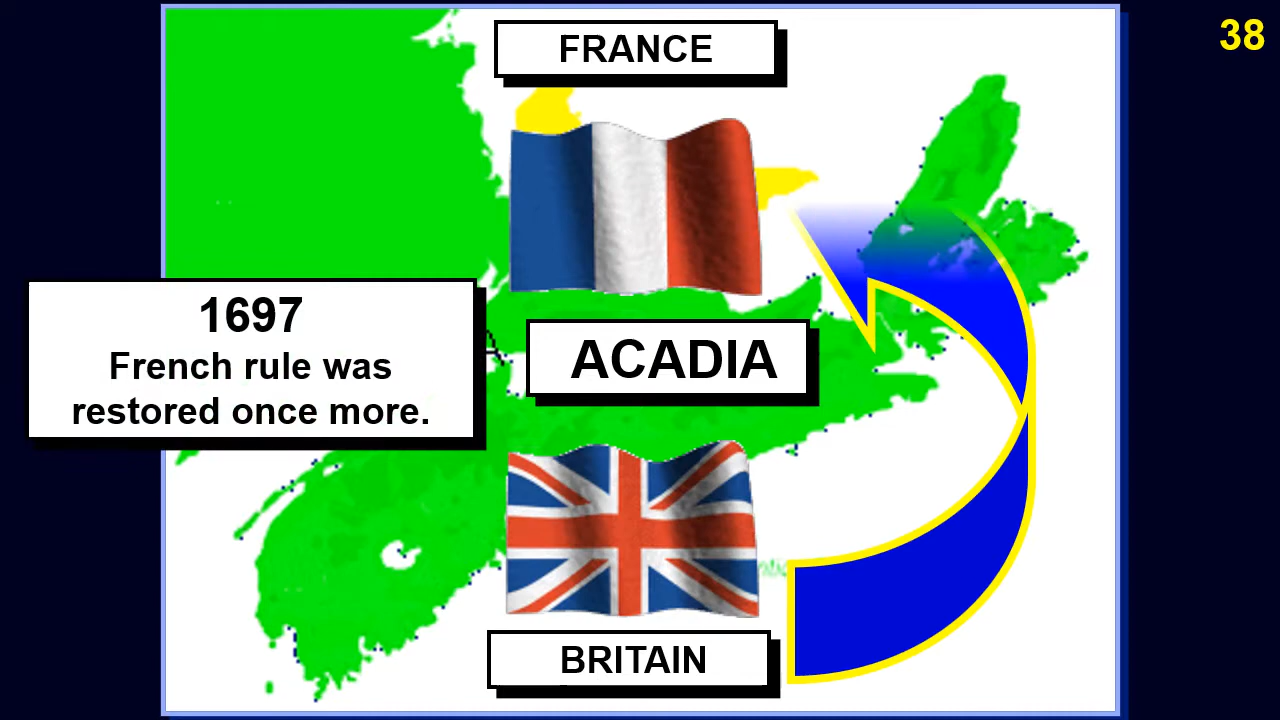 FRANCE
38
1697
French rule was
restored once more.
ACADIA
BRITAIN